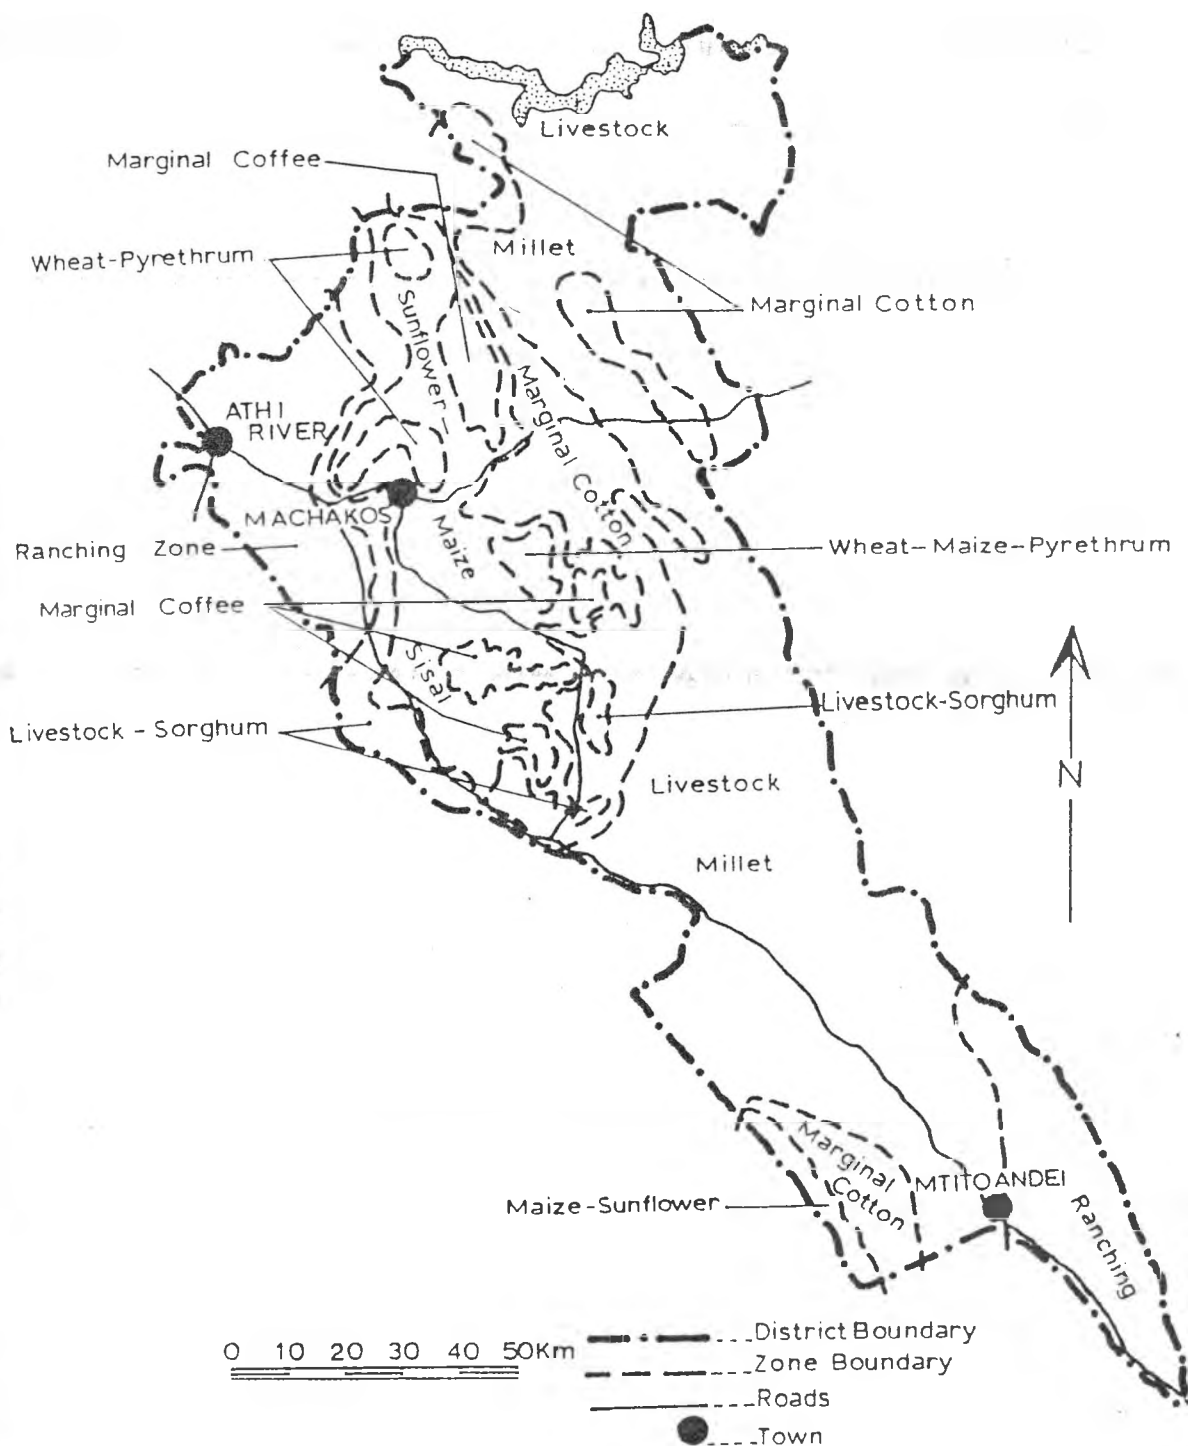 Livestock
Marginal Coffee
Millet
Wheat-Pyrethrum
Marginal Cotton
Sunflower-
Marginal Cotton
ATHI
RIVER
MACHAKOS
Maize
Ranching Zone
Wheat-Maize-Pyrethrum
Marginal Coffee
Sisal
Livestock-Sorghum
Livestock - Sorghum
Livestock
N
Millet
Marginal
Cotton
MTITO ANDEI
Maize-Sunflower
Ranching
0 10 20 30 40 50Km
District Boundary
Zone Boundary
Roads
Town